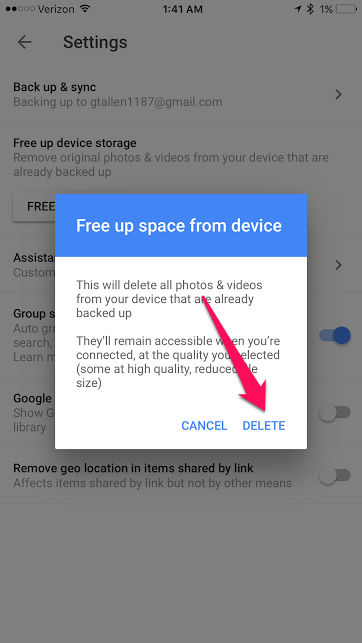 Verizon 1:41 AM 1%
Settings
Back up & sync
Backing up to gtallen1187@gmail.com
Free up device storage
Remove original photos & videos from your device that are
already backed up
FREE
Free up space from device
This will delete all photos & videos
from your device that are already
backed up
They'll remain accessible when you're
connected, at the quality you selected
(some at high quality, reduced file
size)
CANCEL DELETE
Assista
Custom
Group s
Auto gro
search,
Learn m
Google
Show G
library
Remove geo location in items shared by link
Affects items shared by link but not by other means